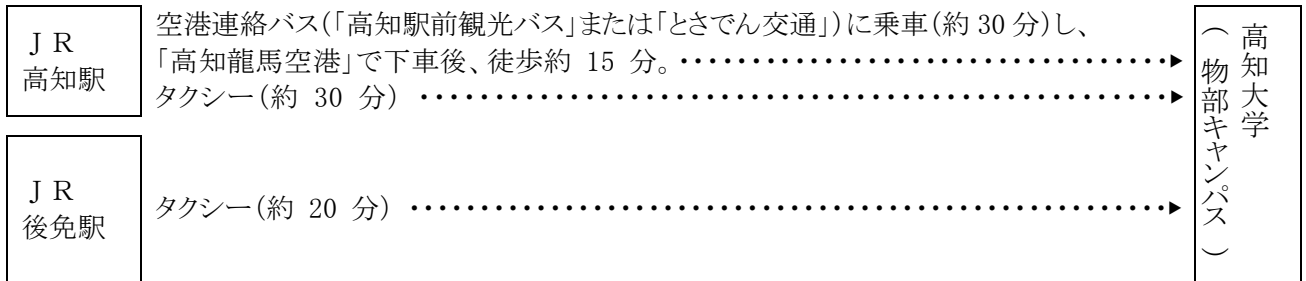 ＪＲ
高知駅
空港連絡バス(「高知駅前観光バス」または「とさでん交通」)に乗車(約30分)し、
「高知龍馬空港」で下車後、徒歩約 15 分。・・・・・・・・・・・・・・・・・・・・・・・・・・・・・・・・・▶
タクシー(約 30 分) ・・・・・・・・・・・・・・・・・・・・・・・・・・・・・・・・・・・・・・・・・・・・・・・・・・▶
ＪＲ
後免駅
タクシー(約 20 分) ・・・・・・・・・・・・・・・・・・・・・・・・・・・・・・・・・・・・・・・・・・・・・・・・・・・▶
高知大学
(物部キャンパス)